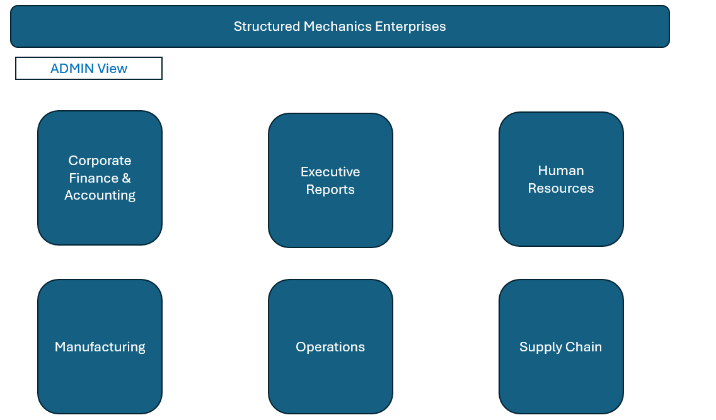 Structured Mechanics Enterprises
ADMIN View
Corporate
Finance &
Accounting
Executive
Reports
Human
Resources
Manufacturing
Operations
Supply Chain